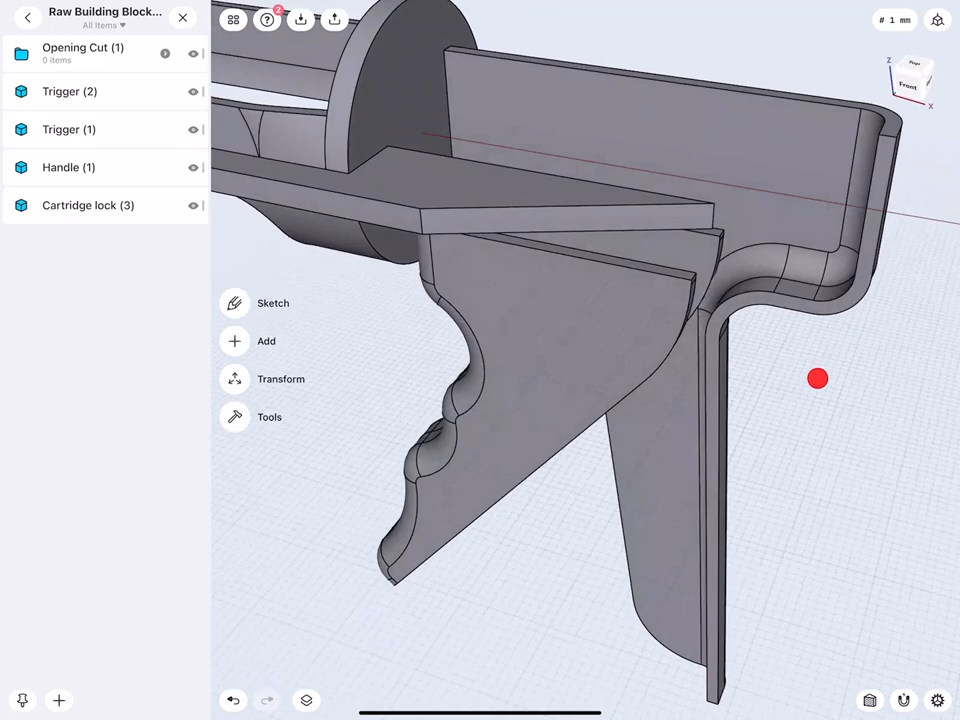 Raw Building Block...
All Items ▼
Opening Cut (1)
0 items
Trigger (2)
Trigger (1)
Handle (1)
Cartridge lock (3)
2
# 1 mm
Z
Top
Front
X
Sketch
Add
Transform
Tools